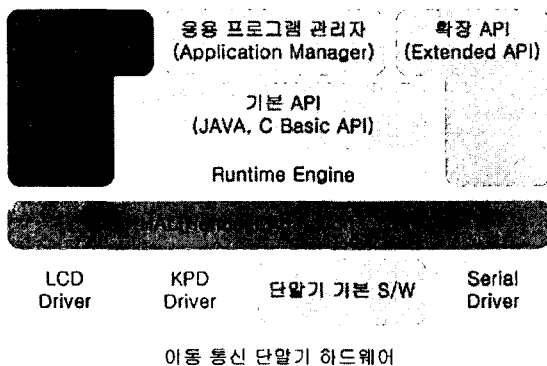 응용 프로그램 관리자
(Application Manager)
확장 API
(Extended API)
기본 API
(JAVA, C Basic API)
Runtime Engine
LCD
Driver
KPD
Driver
단말기 기본 S/W
Serial
Driver
이동 통신 단말기 하드웨어